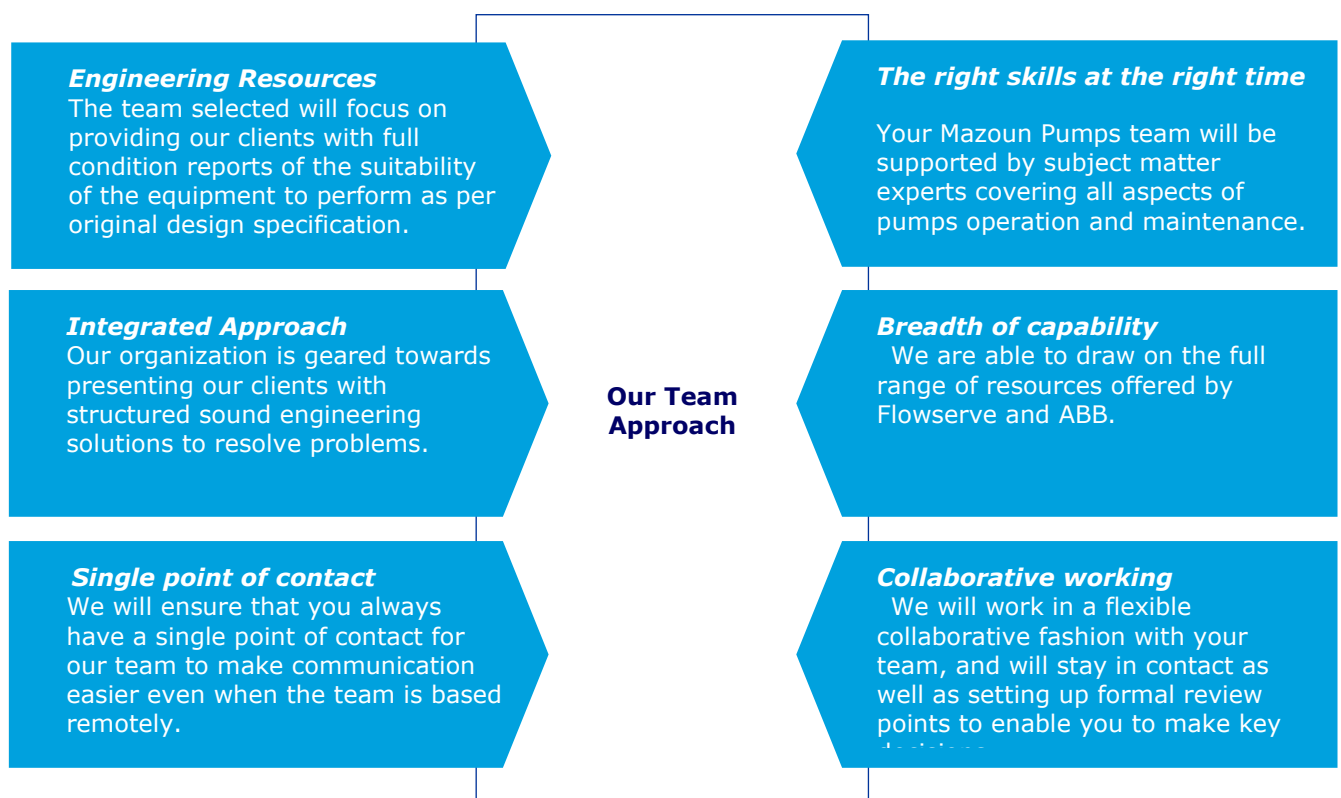 Engineering Resources
The team selected will focus on
providing our clients with full
condition reports of the suitability
of the equipment to perform as per
original design specification.
Integrated Approach
Our organization is geared towards
presenting our clients with
structured sound engineering
solutions to resolve problems.
Single point of contact
We will ensure that you always
have a single point of contact for
our team to make communication
easier even when the team is based
remotely.
Our Team
Approach
The right skills at the right time
Your Mazoun Pumps team will be
supported by subject matter
experts covering all aspects of
pumps operation and maintenance.
Breadth of capability
We are able to draw on the full
range of resources offered by
Flowserve and ABB.
Collaborative working
We will work in a flexible
collaborative fashion with your
team, and will stay in contact as
well as setting up formal review
points to enable you to make key